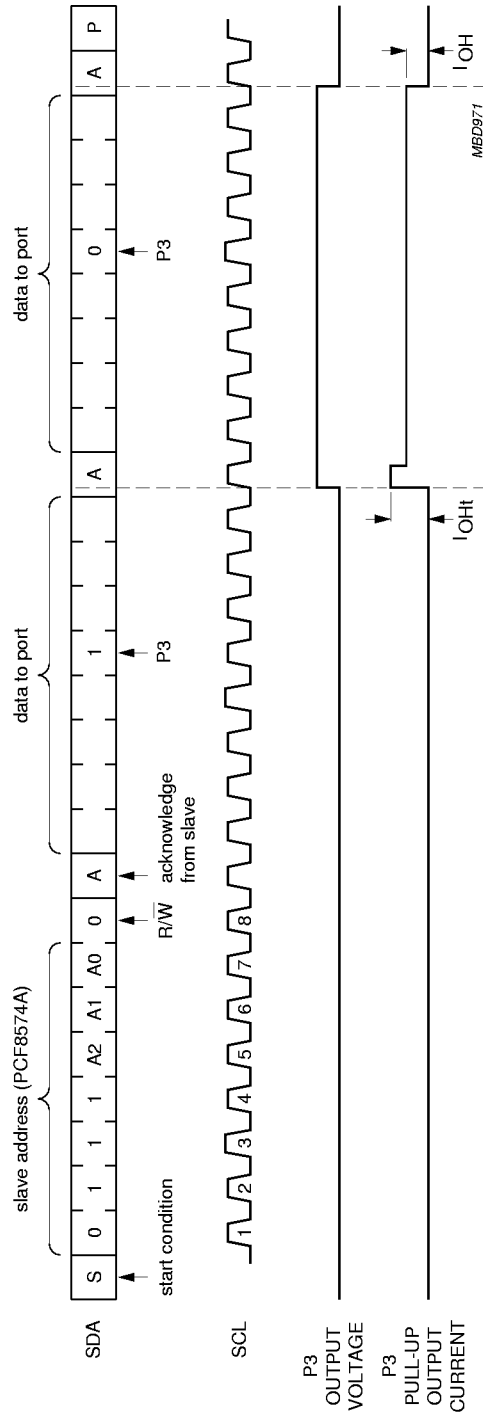 slave address (PCF8574A)
data to port
data to port
SDA
S
0
1
1
1
A2
A1
A0
0
A
1
A
0
A
P
start condition
R/W
acknowledge
from slave
P3
P3
SCL
1
2
3
4
5
6
7
8
P3
OUTPUT
VOLTAGE
P3
PULL-UP
OUTPUT
CURRENT
IOHt
IOH
MBD971